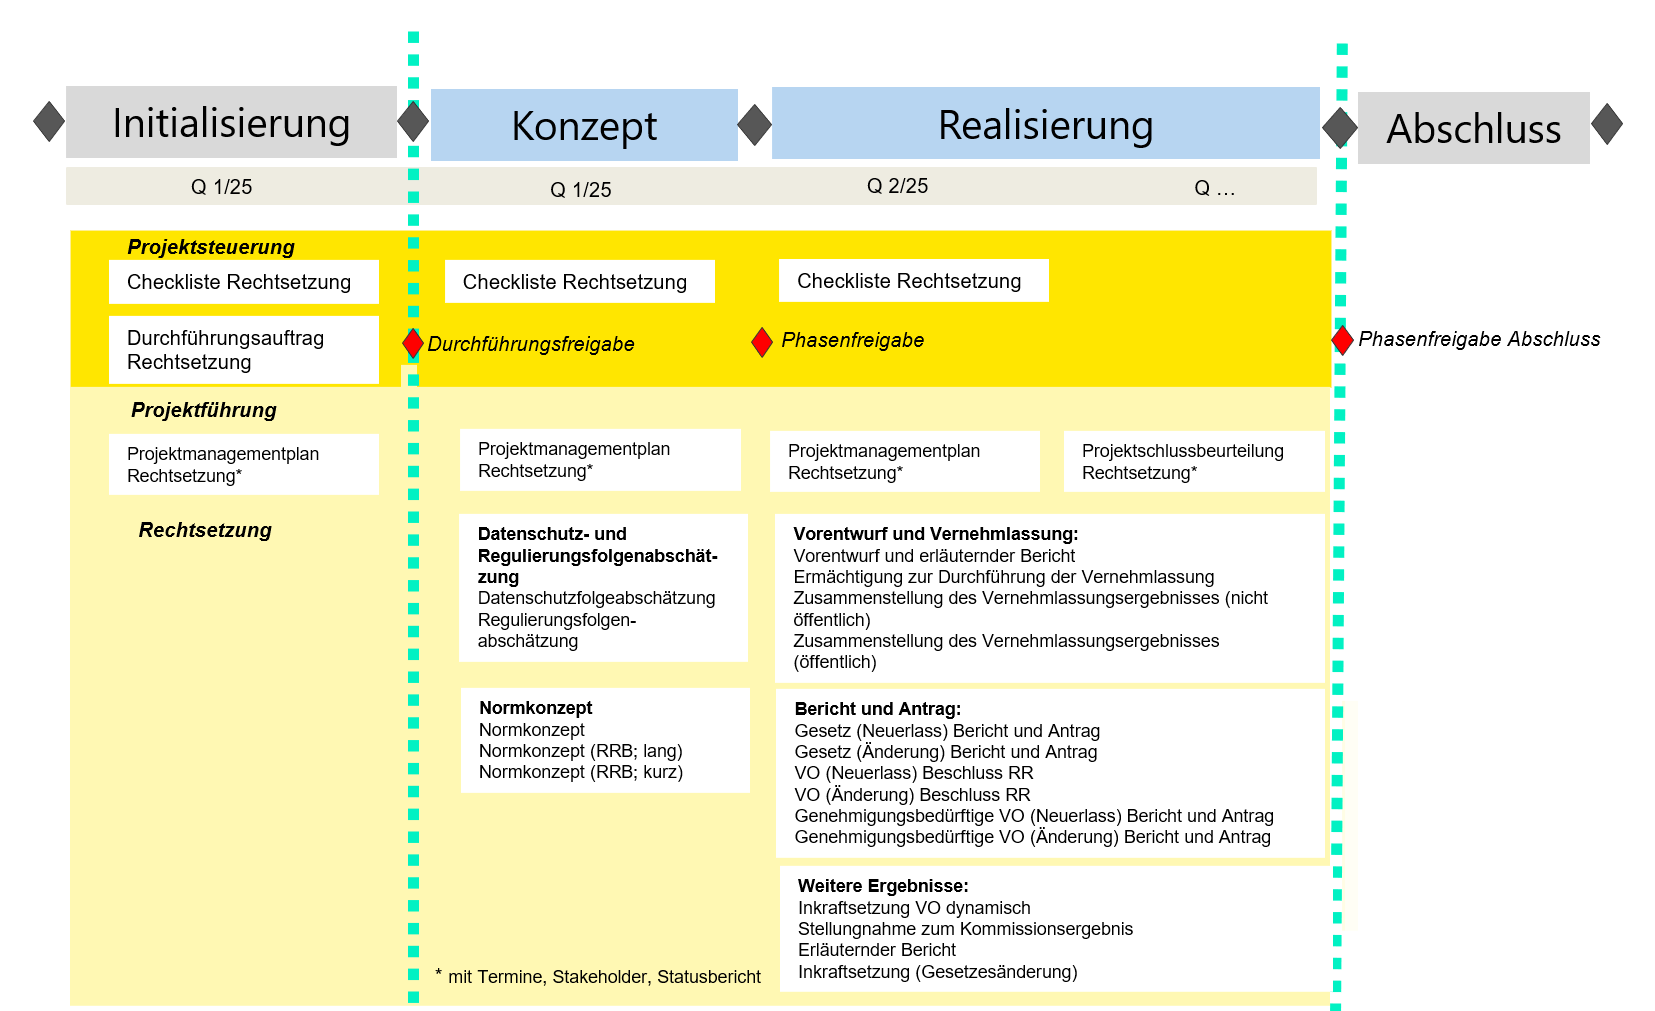 Initialisierung
Konzept
Realisierung
Abschluss
Q 1/25
Q 1/25
Q 2/25
Q …
Projektsteuerung
Checkliste Rechtsetzung
Checkliste Rechtsetzung
Checkliste Rechtsetzung
Durchführungsauftrag
Rechtsetzung
Durchführungsfreigabe
Phasenfreigabe
Phasenfreigabe Abschluss
Projektführung
Projektmanagementplan
Rechtsetzung*
Projektmanagementplan
Rechtsetzung*
Projektmanagementplan
Rechtsetzung*
Projektschlussbeurteilung
Rechtsetzung*
Rechtsetzung
Datenschutz- und
Regulierungsfolgenabschät-
zung
Datenschutzfolgeabschätzung
Regulierungsfolgen-
abschätzung
Vorentwurf und Vernehmlassung:
Vorentwurf und erläuternder Bericht
Ermächtigung zur Durchführung der Vernehmlassung
Zusammenstellung des Vernehmlassungsergebnisses (nicht
öffentlich)
Zusammenstellung des Vernehmlassungsergebnisses
(öffentlich)
Normkonzept
Normkonzept
Normkonzept (RRB; lang)
Normkonzept (RRB; kurz)
Bericht und Antrag:
Gesetz (Neuerlass) Bericht und Antrag
Gesetz (Änderung) Bericht und Antrag
VO (Neuerlass) Beschluss RR
VO (Änderung) Beschluss RR
Genehmigungsbedürftige VO (Neuerlass) Bericht und Antrag
Genehmigungsbedürftige VO (Änderung) Bericht und Antrag
Weitere Ergebnisse:
Inkraftsetzung VO dynamisch
Stellungnahme zum Kommissionsergebnis
Erläuternder Bericht
Inkraftsetzung (Gesetzesänderung)
* mit Termine, Stakeholder, Statusbericht